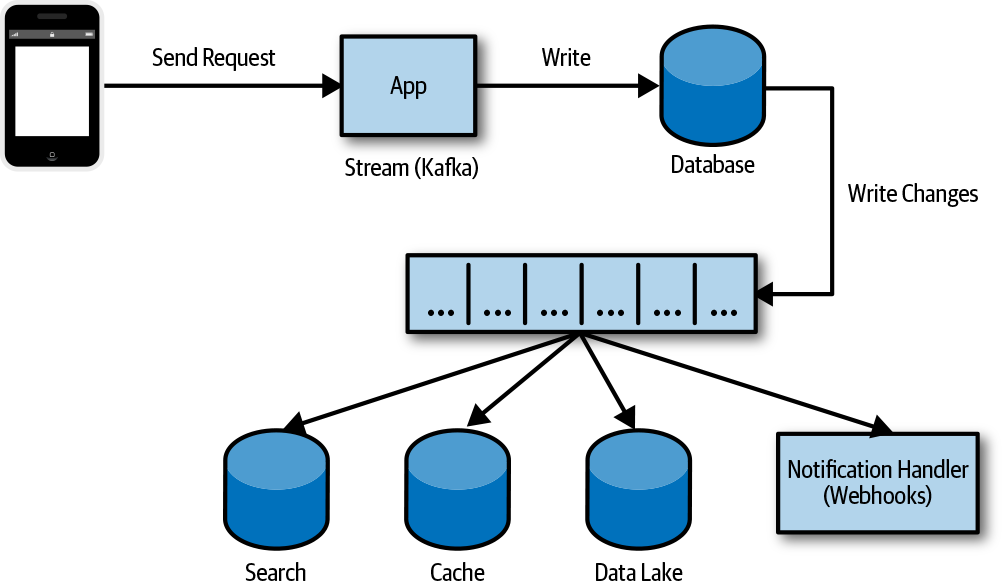 Send Request
App
Write
Stream (Kafka)
Database
Write Changes
... ... ... ... ... ...
Notification Handler
(Webhooks)
Search
Cache
Data Lake